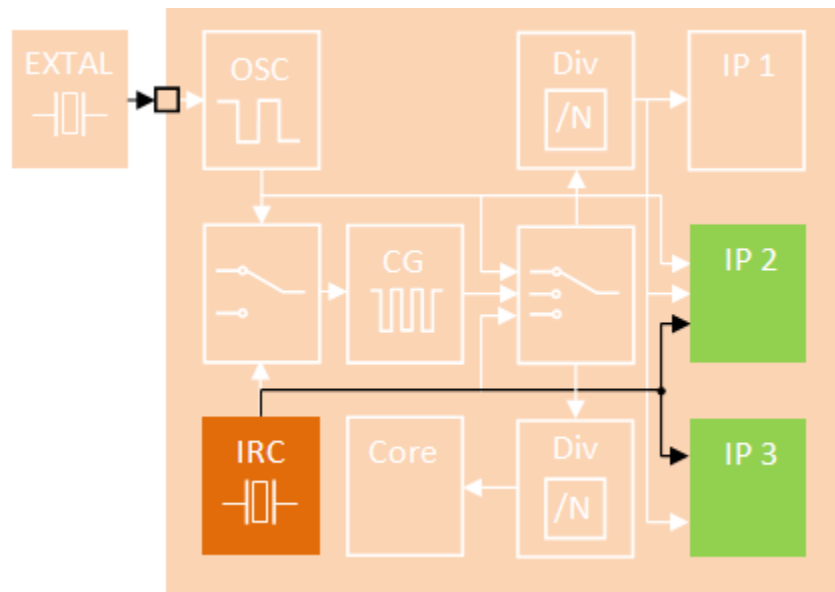 EXTAL
OSC
Div
/N
IP 1
CG
IP 2
IRC
Core
Div
/N
IP 3